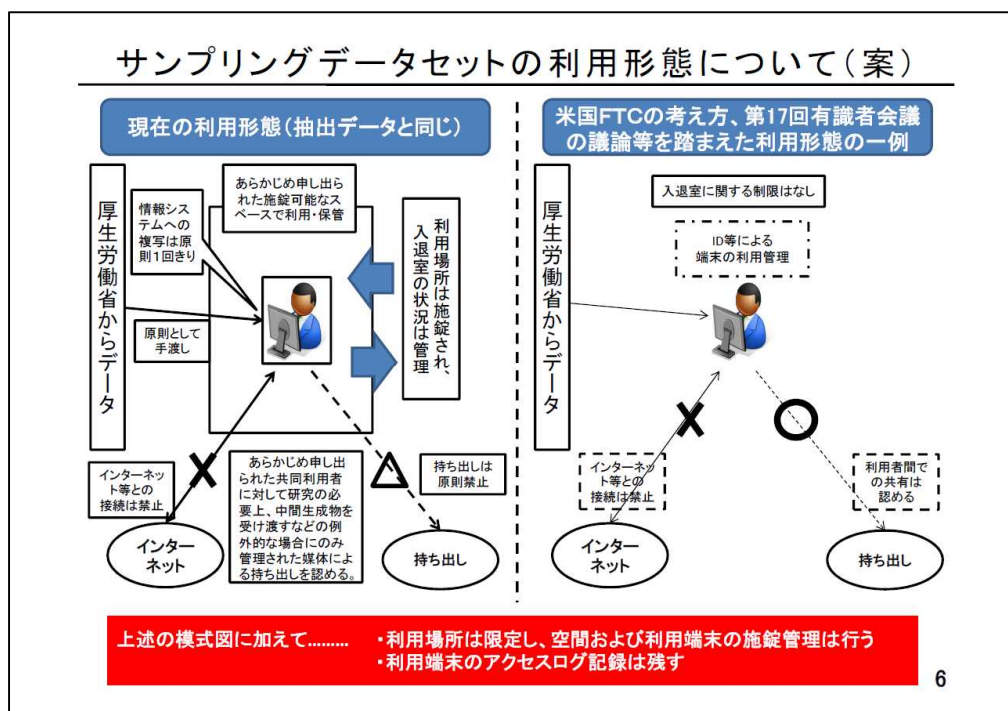 サンプリングデータセットの利用形態について(案)
現在の利用形態(抽出データと同じ)
厚生労働省からデータ
情報シス
テムへの
複写は原
則1回きり
あらかじめ申し出ら
れた施錠可能なス
ペースで利用・保管
利用場所は施錠され、
入退室の状況は管理
原則として
手渡し
インターネッ
ト等との
接続は禁止
インター
ネット
あらかじめ申し出
られた共同利用者
に対して研究の必
要上、中間生成物を
受け渡すなどの例
外的な場合にのみ
管理された媒体によ
る持ち出しを認める。
持ち出しは
原則禁止
持ち出し
米国FTCの考え方、第17回有識者会議
の議論等を踏まえた利用形態の一例
厚生労働省からデータ
入退室に関する制限はなし
ID等による
端末の利用管理
インターネッ
ト等との
接続は禁止
インター
ネット
利用者間で
の共有は
認める
持ち出し
上述の模式図に加えて……… ・利用場所は限定し、空間および利用端末の施錠管理は行う
・利用端末のアクセスログ記録は残す
6